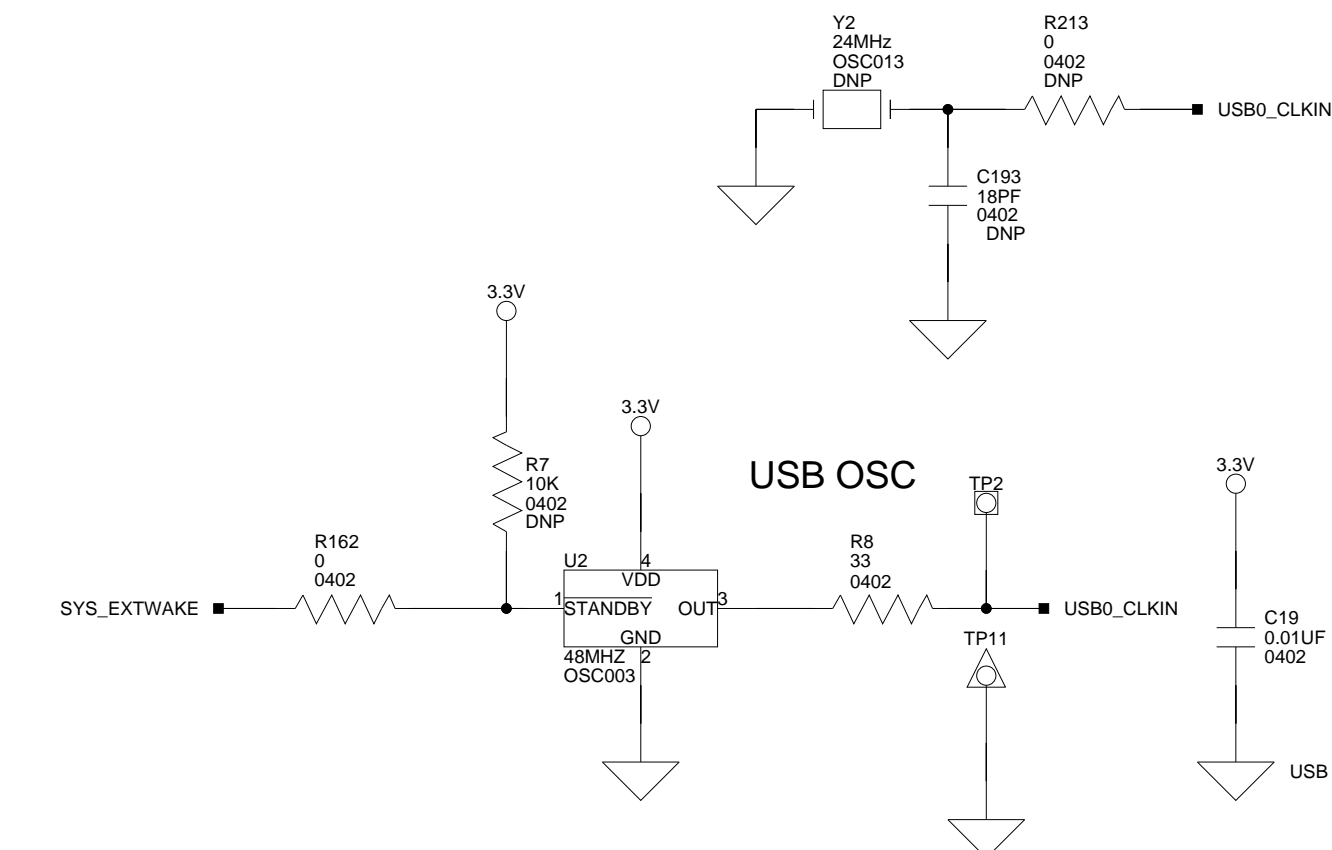 Y2
24MHz
OSC013
DNP
R213
0
0402
DNP
USB0_CLKIN
C193
18PF
0402
DNP
3.3V
R7
10K
0402
DNP
3.3V
USB OSC
TP2
3.3V
R162
0
0402
SYS_EXTWAKE
U2
4
VDD
1
STANDBY
OUT
3
GND
2
48MHZ
OSC003
R8
33
0402
USB0_CLKIN
TP11
C19
0.01UF
0402
USB